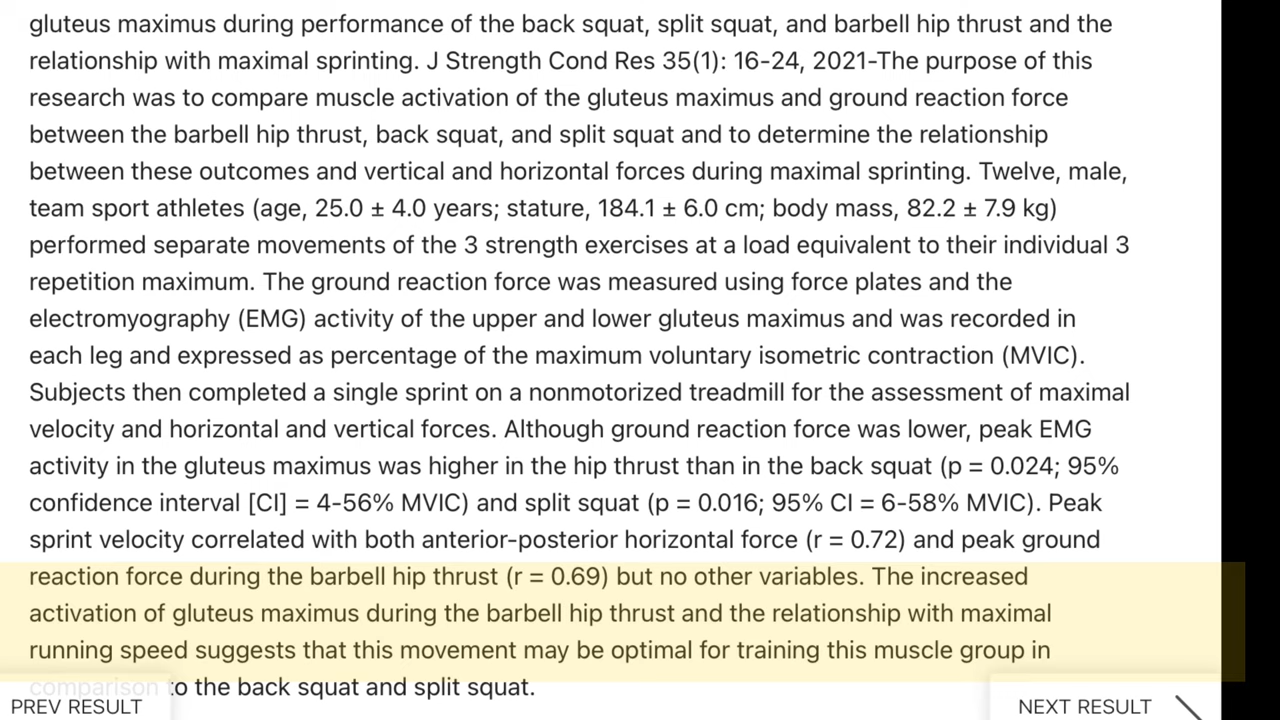 gluteus maximus during performance of the back squat, split squat, and barbell hip thrust and the
relationship with maximal sprinting. J Strength Cond Res 35(1): 16-24, 2021-The purpose of this
research was to compare muscle activation of the gluteus maximus and ground reaction force
between the barbell hip thrust, back squat, and split squat and to determine the relationship
between these outcomes and vertical and horizontal forces during maximal sprinting. Twelve, male,
team sport athletes (age, 25.0 ± 4.0 years; stature, 184.1 ± 6.0 cm; body mass, 82.2 ± 7.9 kg)
performed separate movements of the 3 strength exercises at a load equivalent to their individual 3
repetition maximum. The ground reaction force was measured using force plates and the
electromyography (EMG) activity of the upper and lower gluteus maximus and was recorded in
each leg and expressed as percentage of the maximum voluntary isometric contraction (MVIC).
Subjects then completed a single sprint on a nonmotorized treadmill for the assessment of maximal
velocity and horizontal and vertical forces. Although ground reaction force was lower, peak EMG
activity in the gluteus maximus was higher in the hip thrust than in the back squat (p = 0.024; 95%
confidence interval [CI] = 4-56% MVIC) and split squat (p = 0.016; 95% CI = 6-58% MVIC). Peak
sprint velocity correlated with both anterior-posterior horizontal force (r = 0.72) and peak ground
reaction force during the barbell hip thrust (r = 0.69) but no other variables. The increased
activation of gluteus maximus during the barbell hip thrust and the relationship with maximal
running speed suggests that this movement may be optimal for training this muscle group in
comparison to the back squat and split squat.
PREV RESULT
NEXT RESULT